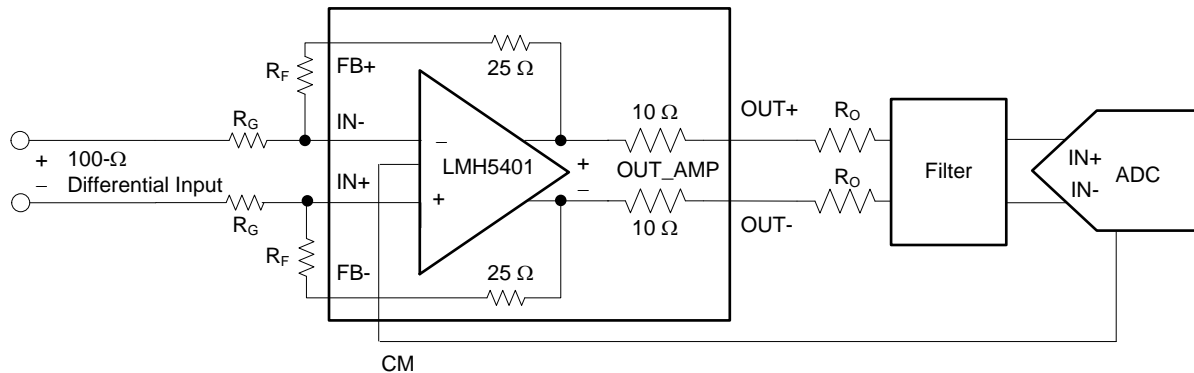 25 Ω
R_F
FB+
10 Ω
OUT+
R_O
R_G
IN-
−
+ 100-Ω
− Differential Input
LMH5401
+
OUT_AMP
−
Filter
IN+
IN-
ADC
IN+
+
R_G
10 Ω
OUT-
R_O
R_F
FB-
25 Ω
CM